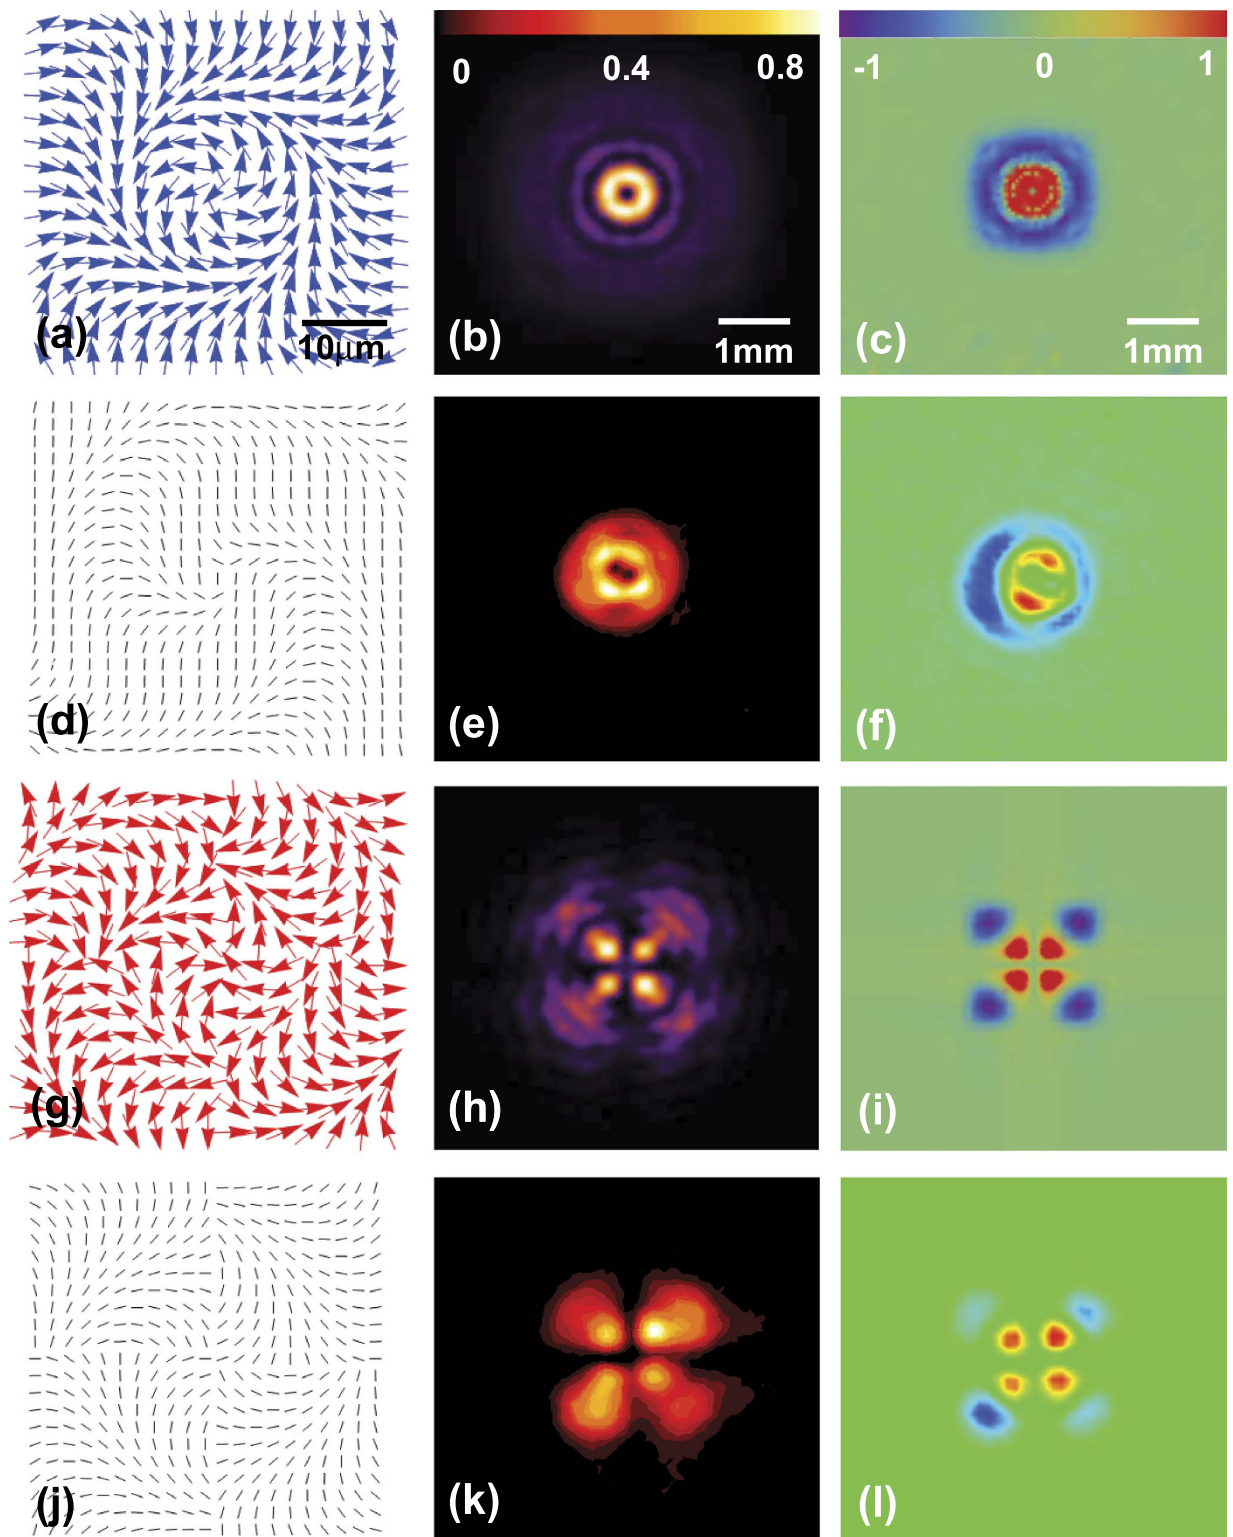 0 0.4 0.8
-1 0 1
(a) 10μm
(b) 1mm
(c) 1mm
(d)
(e)
(f)
(g)
(h)
(i)
(j)
(k)
(l)